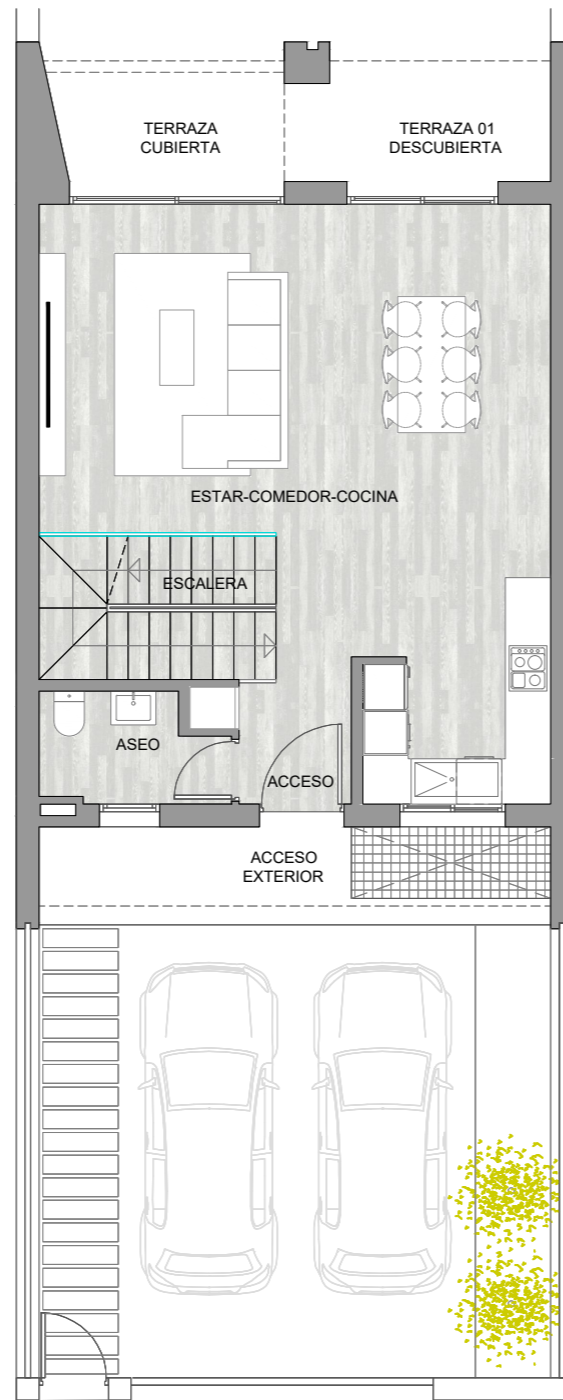 TERRAZA
CUBIERTA
TERRAZA 01
DESCUBIERTA
ESTAR-COMEDOR-COCINA
ESCALERA
ASEO
ACCESO
ACCESO
EXTERIOR